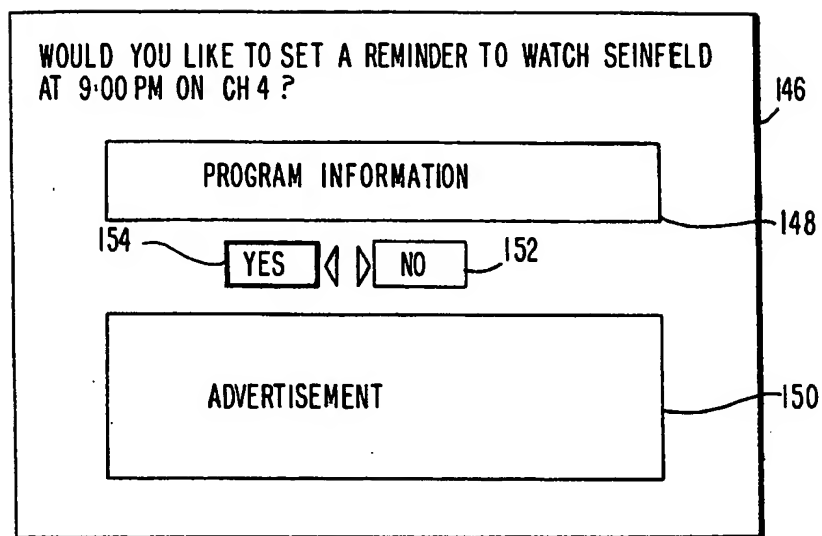 WOULD YOU LIKE TO SET A REMINDER TO WATCH SEINFELD
AT 9:00 PM ON CH 4 ?
146
PROGRAM INFORMATION
148
154
YES
NO
152
ADVERTISEMENT
150